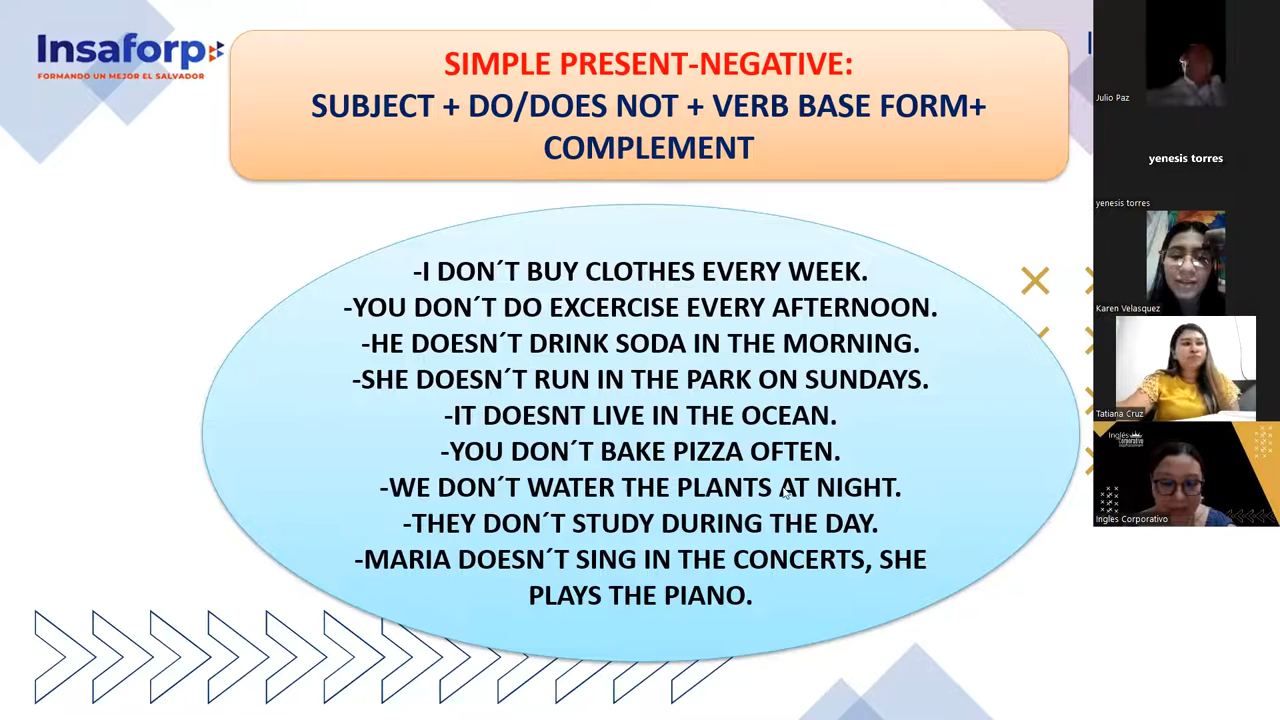 Insaforp
FORMANDO UN MEJOR EL SALVADOR
SIMPLE PRESENT-NEGATIVE:
SUBJECT + DO/DOES NOT + VERB BASE FORM+
COMPLEMENT
-I DON´T BUY CLOTHES EVERY WEEK.
-YOU DON´T DO EXCERCISE EVERY AFTERNOON.
-HE DOESN´T DRINK SODA IN THE MORNING.
-SHE DOESN´T RUN IN THE PARK ON SUNDAYS.
-IT DOESNT LIVE IN THE OCEAN.
-YOU DON´T BAKE PIZZA OFTEN.
-WE DON´T WATER THE PLANTS AT NIGHT.
-THEY DON´T STUDY DURING THE DAY.
-MARIA DOESN´T SING IN THE CONCERTS, SHE
PLAYS THE PIANO.
Julio Paz
yenesis torres
yenesis torres
Karen Velasquez
Tatiana Cruz
Inglés
Corporativo
Ingles Corporativo